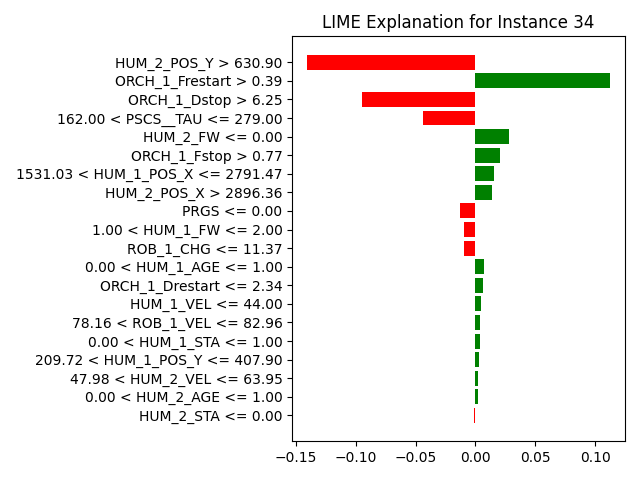 LIME Explanation for Instance 34
HUM_2_POS_Y > 630.90
ORCH_1_Frestart > 0.39
ORCH_1_Dstop > 6.25
162.00 < PSCS__TAU <= 279.00
HUM_2_FW <= 0.00
ORCH_1_Fstop > 0.77
1531.03 < HUM_1_POS_X <= 2791.47
HUM_2_POS_X > 2896.36
PRGS <= 0.00
1.00 < HUM_1_FW <= 2.00
ROB_1_CHG <= 11.37
0.00 < HUM_1_AGE <= 1.00
ORCH_1_Drestart <= 2.34
HUM_1_VEL <= 44.00
78.16 < ROB_1_VEL <= 82.96
0.00 < HUM_1_STA <= 1.00
209.72 < HUM_1_POS_Y <= 407.90
47.98 < HUM_2_VEL <= 63.95
0.00 < HUM_2_AGE <= 1.00
HUM_2_STA <= 0.00
−0.15 −0.10 −0.05 0.00 0.05 0.10